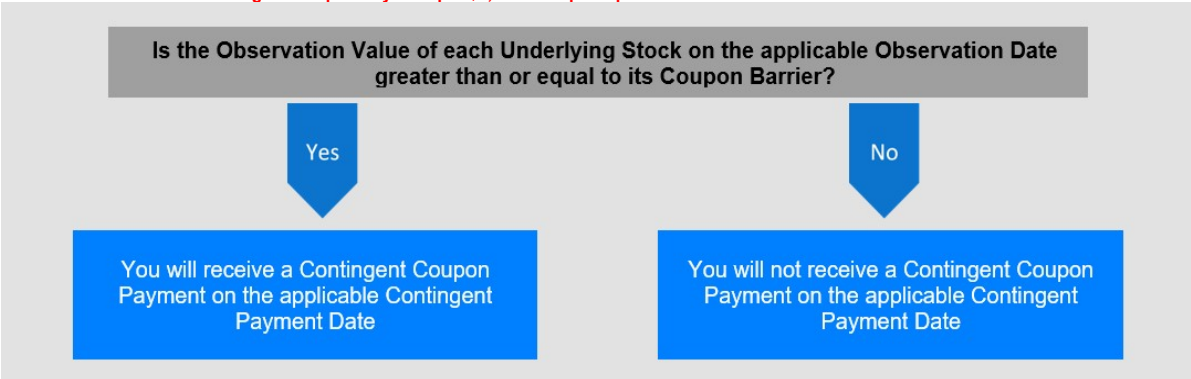 Is the Observation Value of each Underlying Stock on the applicable Observation Date
greater than or equal to its Coupon Barrier?
Yes
No
You will receive a Contingent Coupon
Payment on the applicable Contingent
Payment Date
You will not receive a Contingent Coupon
Payment on the applicable Contingent
Payment Date